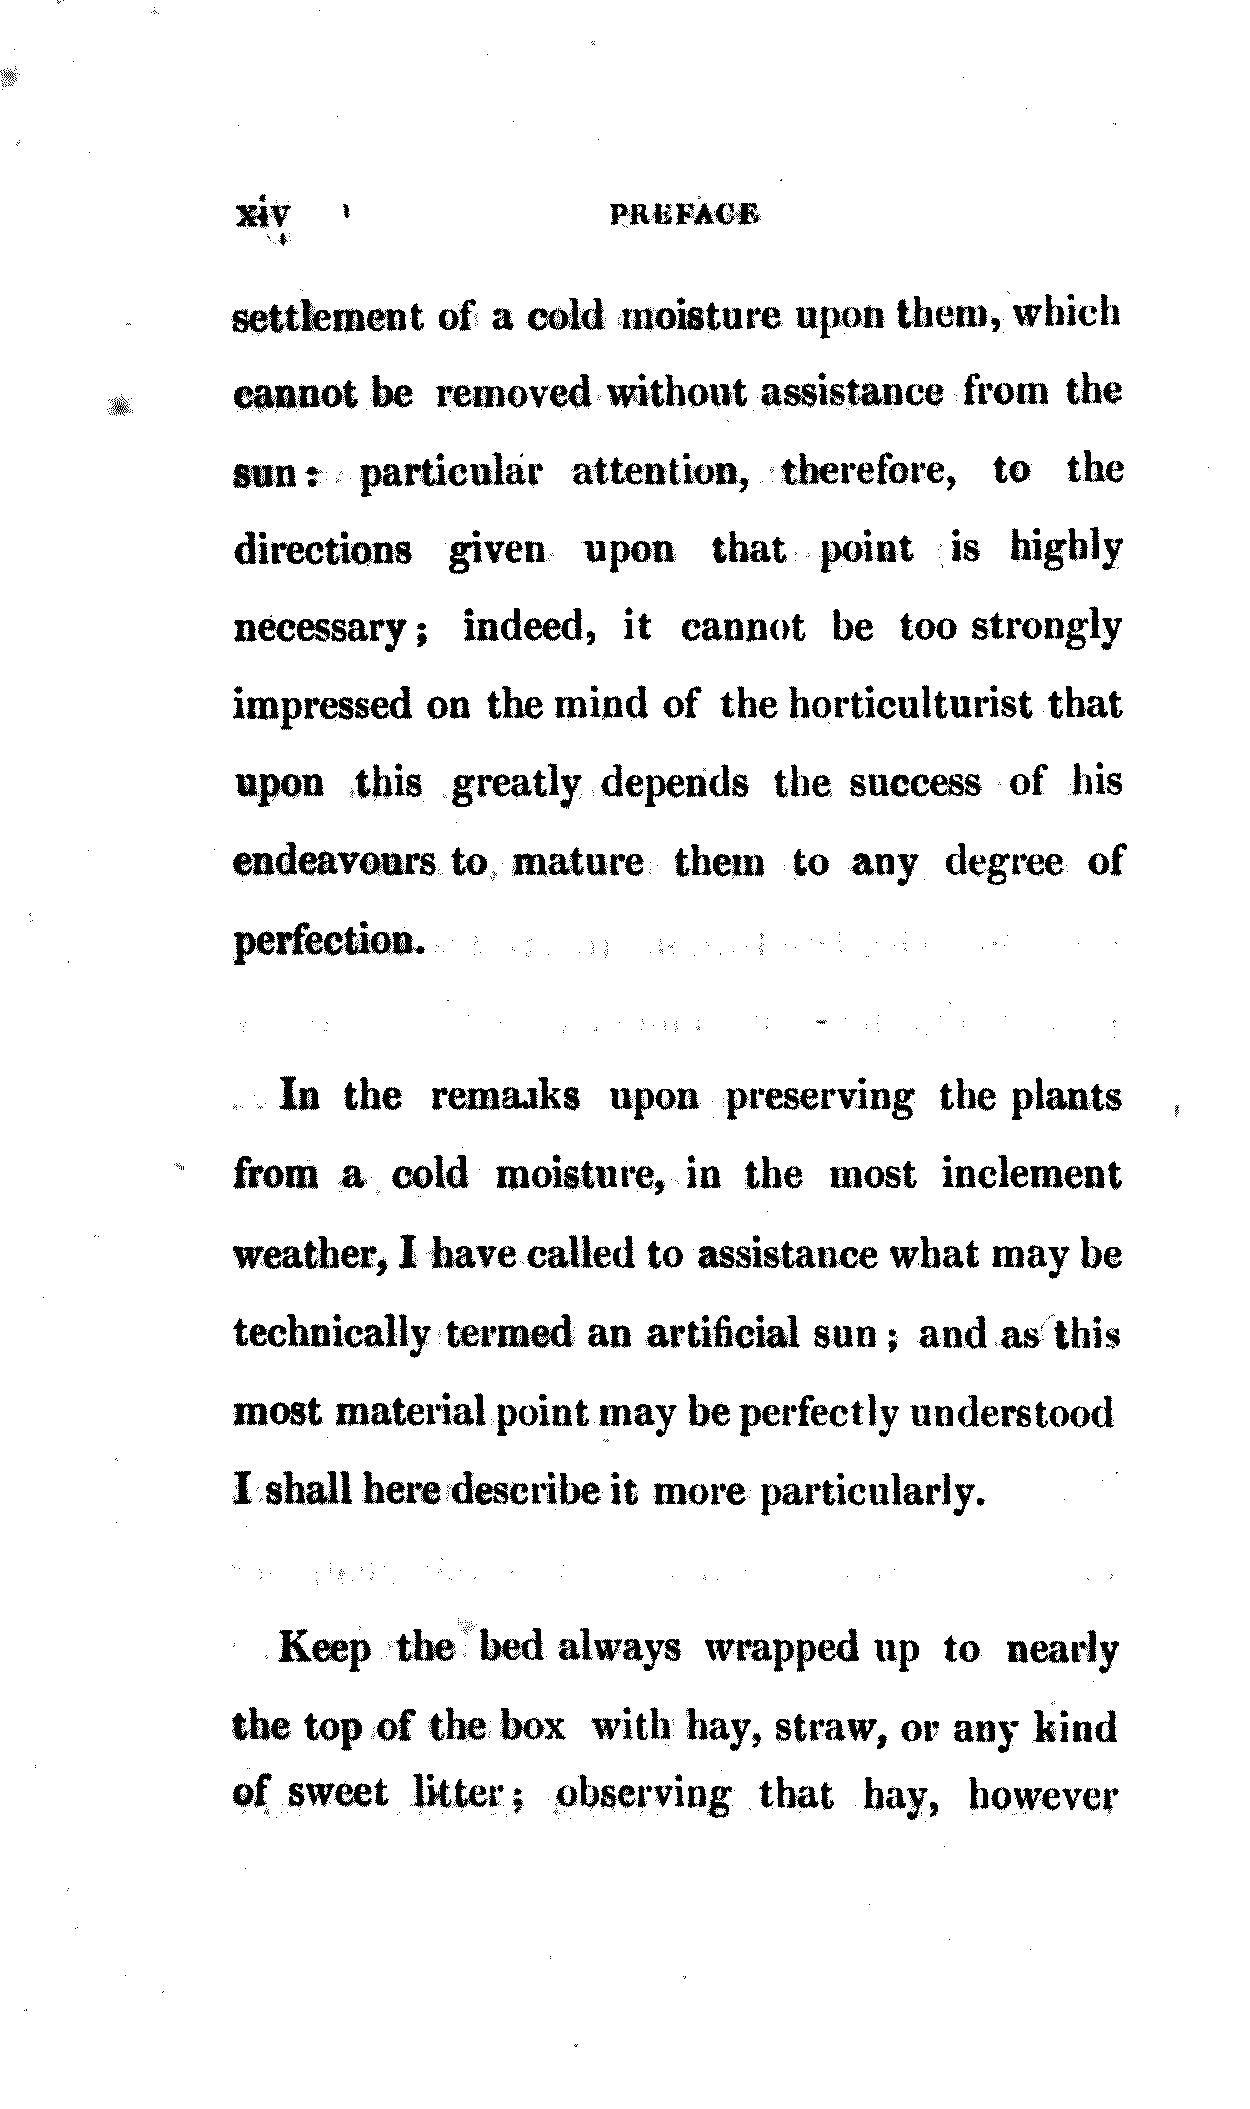 xiv PREFACE
settlement of a cold moisture upon them, which
cannot be removed without assistance from the
sun: particular attention, therefore, to the
directions given upon that point is highly
necessary; indeed, it cannot be too strongly
impressed on the mind of the horticulturist that
upon this greatly depends the success of his
endeavours to mature them to any degree of
perfection.
In the remarks upon preserving the plants
from a cold moisture, in the most inclement
weather, I have called to assistance what may be
technically termed an artificial sun; and as this
most material point may be perfectly understood
I shall here describe it more particularly.
Keep the bed always wrapped up to nearly
the top of the box with hay, straw, or any kind
of sweet litter; observing that hay, however